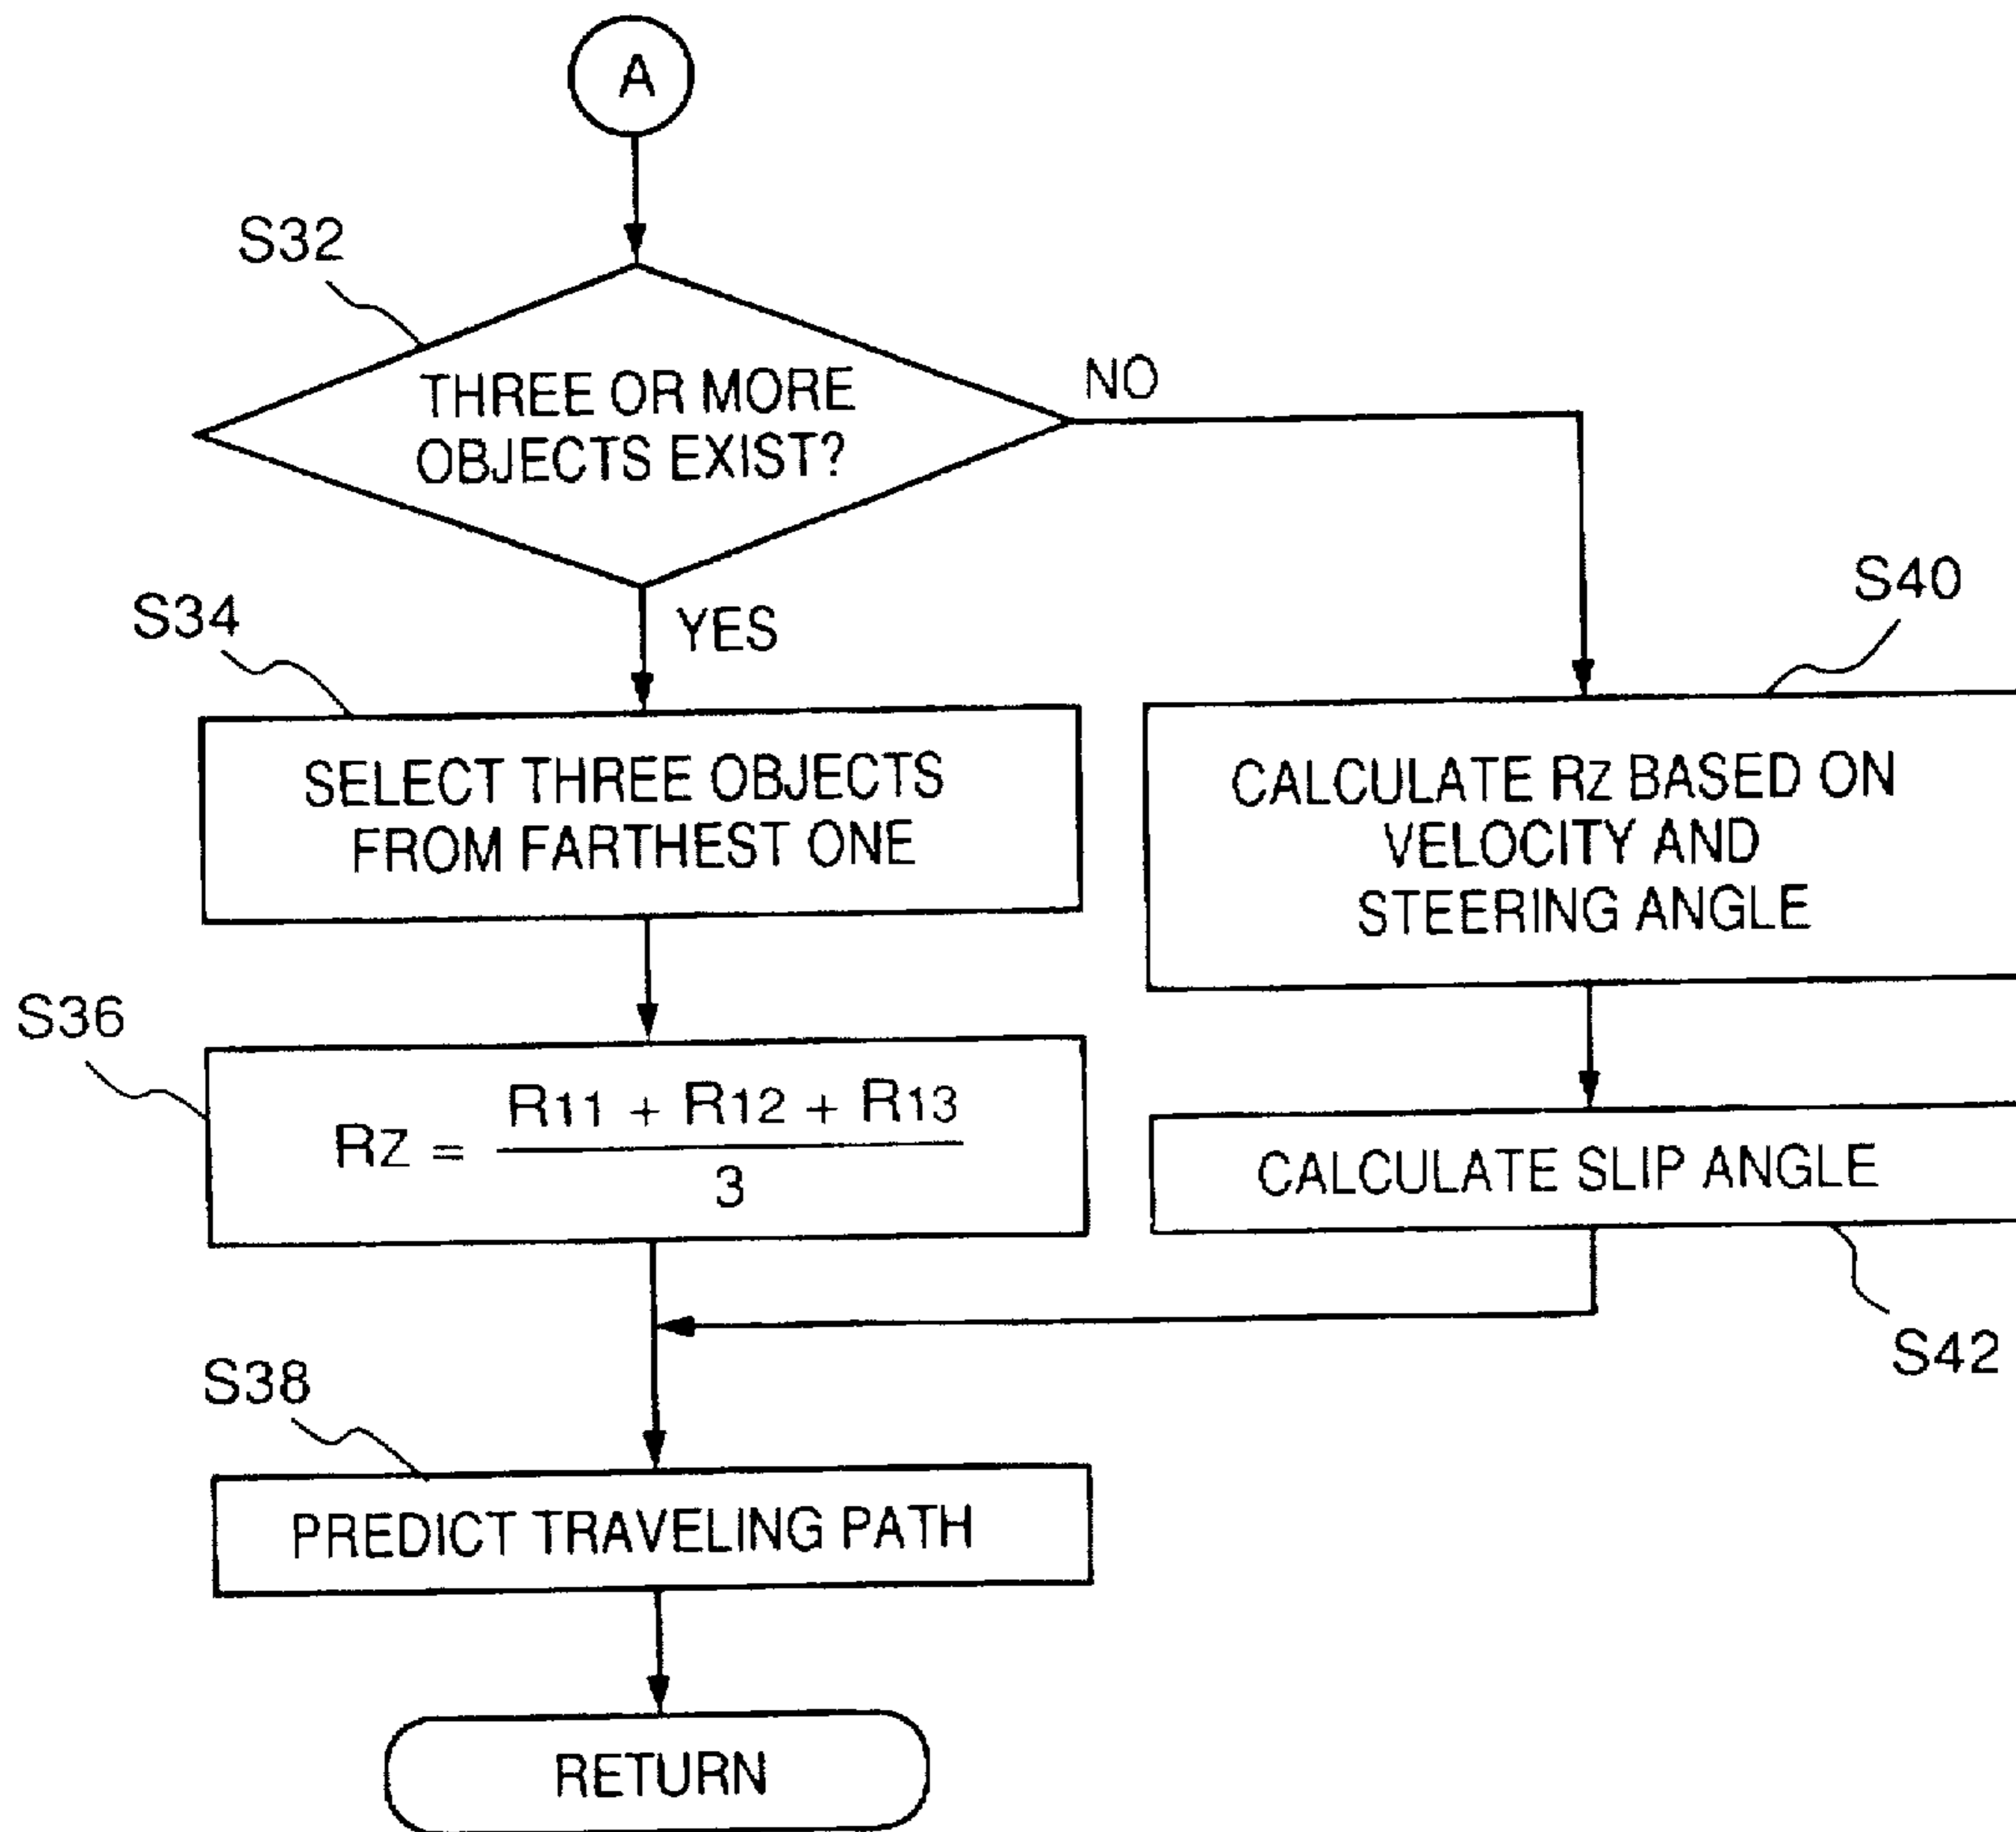 A
S32
THREE OR MORE
OBJECTS EXIST?
NO
YES
S34
SELECT THREE OBJECTS
FROM FARTHEST ONE
S40
CALCULATE RZ BASED ON
VELOCITY AND
STEERING ANGLE
S36
RZ = R11 + R12 + R13
3
CALCULATE SLIP ANGLE
S42
S38
PREDICT TRAVELING PATH
RETURN